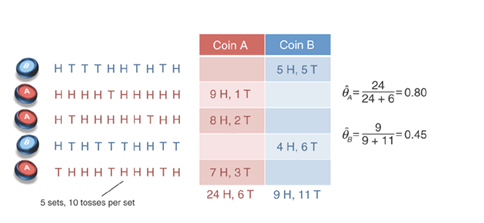 Coin A Coin B
B H T T T H H T H T H 5 H, 5 T
A H H H H T H H H H H 9 H, 1 T
A H T H H H H H T H H 8 H, 2 T
B H T H T T T H H T T 4 H, 6 T
A T H H H T H H H T H 7 H, 3 T
24 H, 6 T 9 H, 11 T
5 sets, 10 tosses per set
θ̂A = 24 / 24 + 6 = 0.80
θ̂B = 9 / 9 + 11 = 0.45